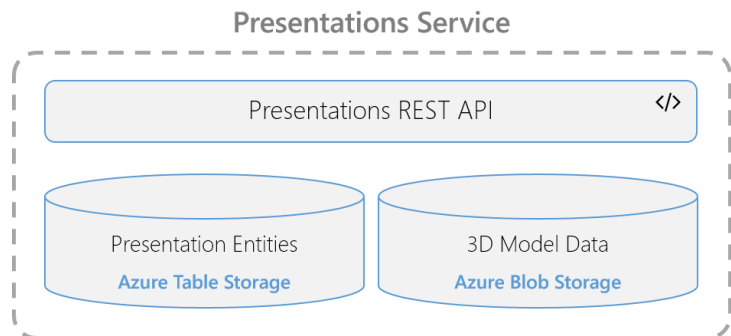 Presentations Service
Presentations REST API
</>
Presentation Entities
Azure Table Storage
3D Model Data
Azure Blob Storage